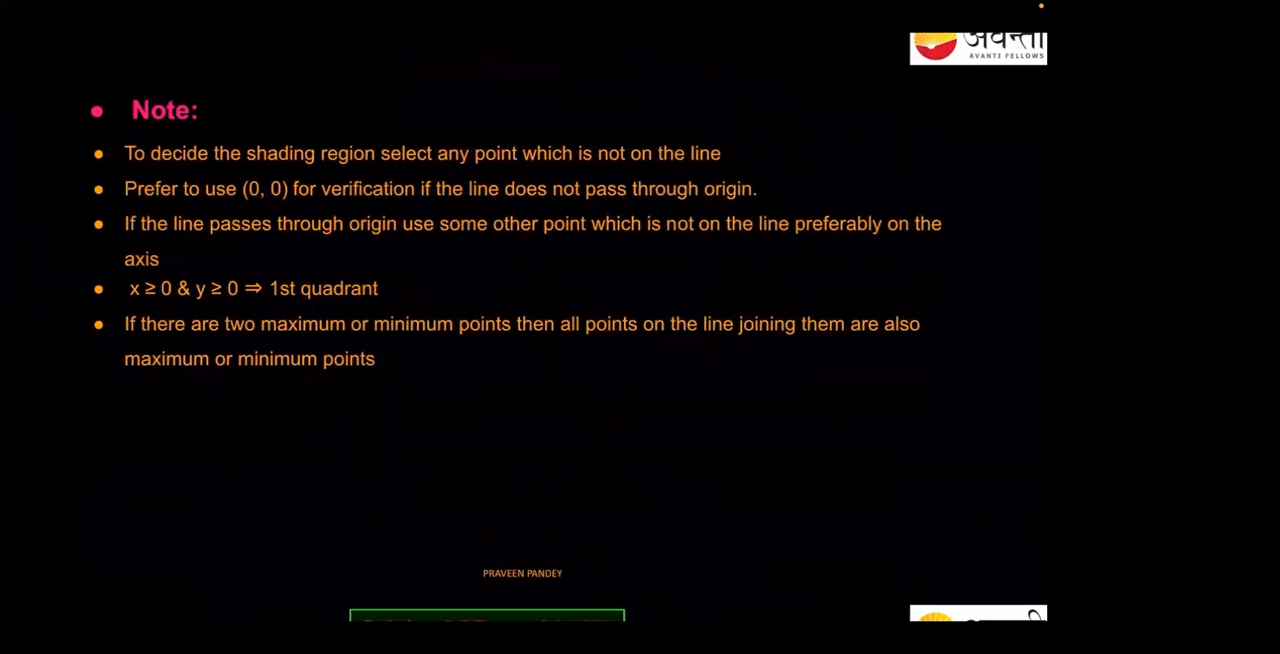 अवन्ती
AVANTI FELLOWS
● Note:
● To decide the shading region select any point which is not on the line
● Prefer to use (0, 0) for verification if the line does not pass through origin.
● If the line passes through origin use some other point which is not on the line preferably on the
axis
● x ≥ 0 & y ≥ 0 ⇒ 1st quadrant
● If there are two maximum or minimum points then all points on the line joining them are also
maximum or minimum points
PRAVEEN PANDEY